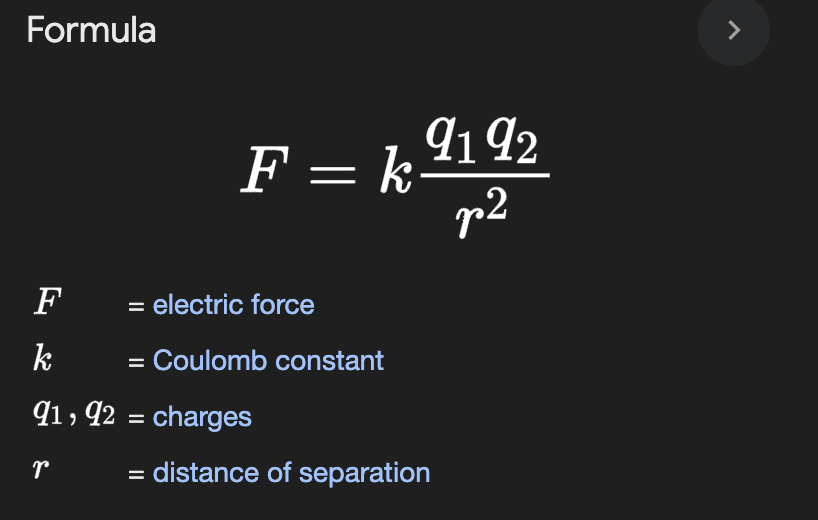 Formula
F = k q₁ q₂ / r²
F = electric force
k = Coulomb constant
q₁, q₂ = charges
r = distance of separation